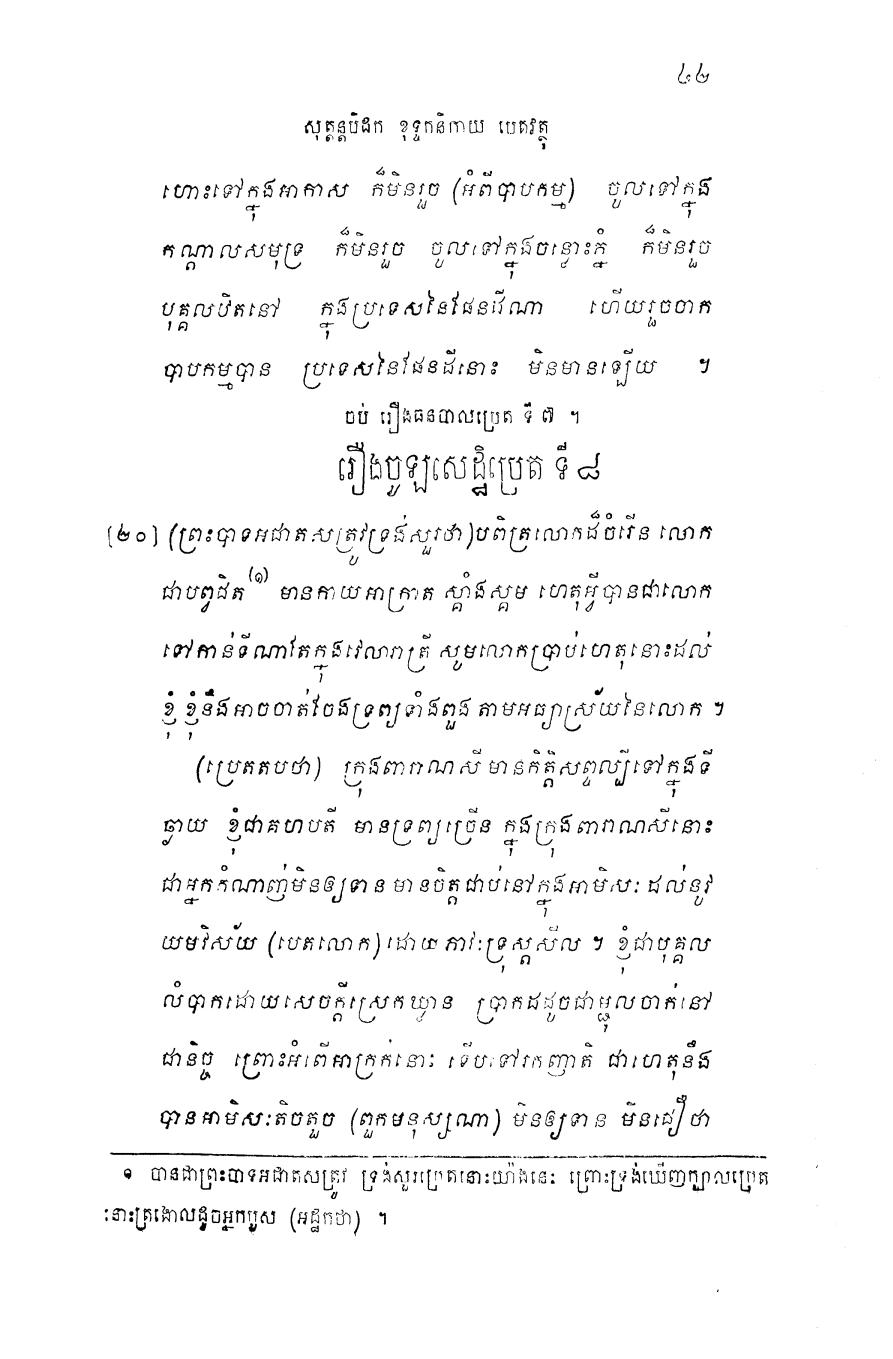 ៤២
សុត្តន្តបិដក ខុទ្ទកនិកាយ បេតវត្ថុ
ហោះទៅក្នុងអាកាស ក៏មិនរួច (អំពីបាបកម្ម) ចូលទៅក្នុង
កណ្តាលសមុទ្រ ក៏មិនរួច ចូលទៅក្នុងចន្លោះភ្នំ ក៏មិនរួច
បុគ្គលឋិតនៅ ក្នុងប្រទេសនៃផែនដីណា ហើយរួចចាក
បាបកម្មបាន ប្រទេសនៃផែនដីនោះ មិនមានឡើយ ។
ចប់ រឿងធនបាលប្រេត ទី ៧ ។
រឿងចូឡសេដ្ឋិប្រេត ទី ៨
[២០] (ព្រះបាទអជាតសត្រូវទ្រង់សួរថា) បពិត្រលោកដ៏ចំរើន លោក
ជាបព្វជិត(១) មានកាយអាក្រាត ស្គាំងស្គម ហេតុអ្វីបានជាលោក
ទៅកាន់ទីណាតែក្នុងវេលារាត្រី សូមលោកប្រាប់ហេតុនោះដល់
ខ្ញុំ ខ្ញុំនឹងអាចចាត់ចែងទ្រព្យទាំងពួង តាមអធ្យាស្រ័យនៃលោក ។
(ប្រេតតបថា) ក្រុងពារាណសី មានកិត្តិសព្ទល្បីទៅក្នុងទី
ឆ្ងាយ ខ្ញុំជាគហបតី មានទ្រព្យច្រើន ក្នុងក្រុងពារាណសីនោះ
ជាអ្នកកំណាញ់មិនឲ្យទាន មានចិត្តជាប់នៅក្នុងអាមិសៈ ដល់នូវ
យមវិស័យ (បេតលោក) ដោយភាវៈទ្រុស្តសីល ។ ខ្ញុំជាបុគ្គល
លំបាកដោយសេចក្តីស្រេកឃ្លាន ប្រាកដដូចជាម្ជុលចាក់នៅ
ជានិច្ច ព្រោះអំពើអាក្រក់នោះ ទើបទៅរកញាតិ ជាហេតុនឹង
បានអាមិសៈតិចតួច (ពួកមនុស្សណា) មិនឲ្យទាន មិនជឿថា
១ បានជាព្រះបាទអជាតសត្រូវ ទ្រង់សួរប្រេតនោះយ៉ាងនេះ ព្រោះទ្រង់ឃើញក្បាលប្រេត
នោះត្រងោលដូចអ្នកបួស (អដ្ឋកថា) ។